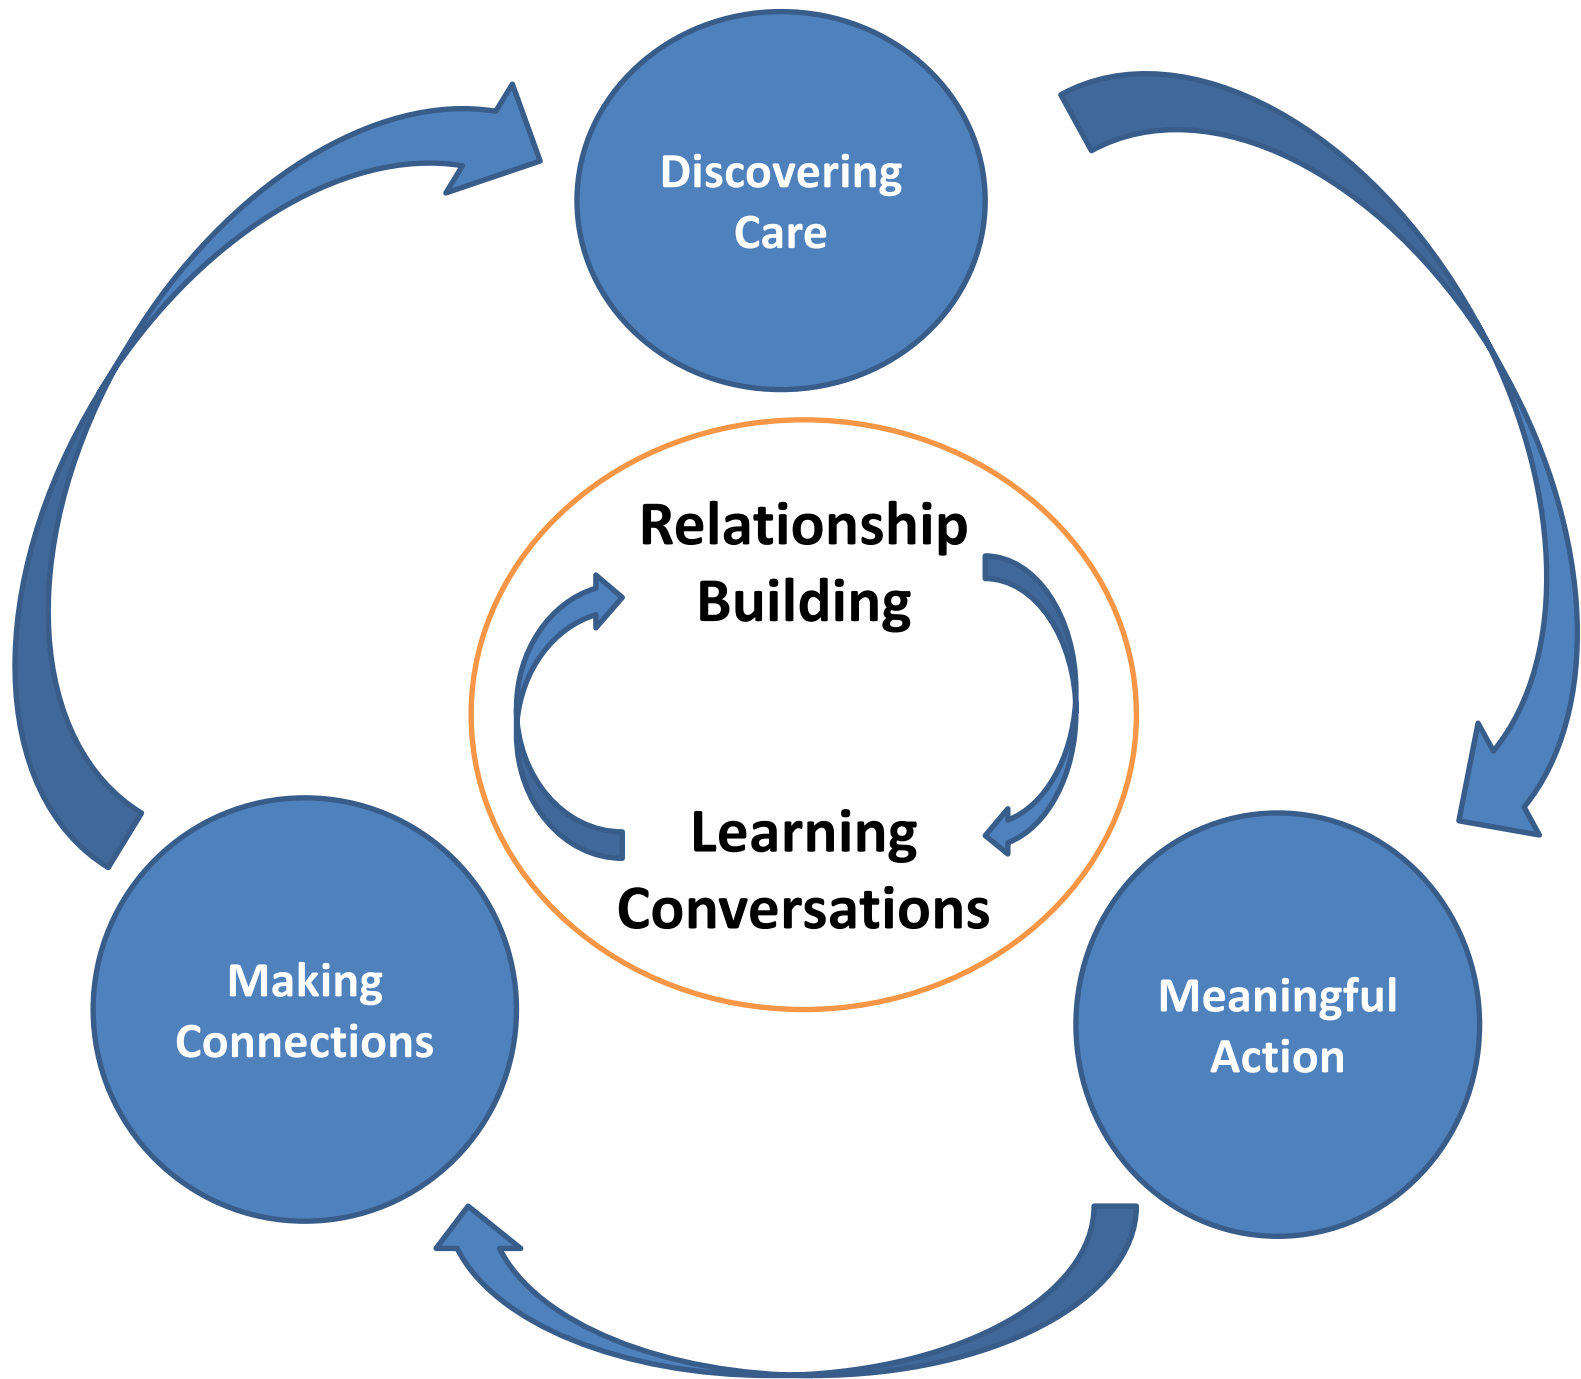 Discovering
Care
Relationship
Building
Learning
Conversations
Making
Connections
Meaningful
Action